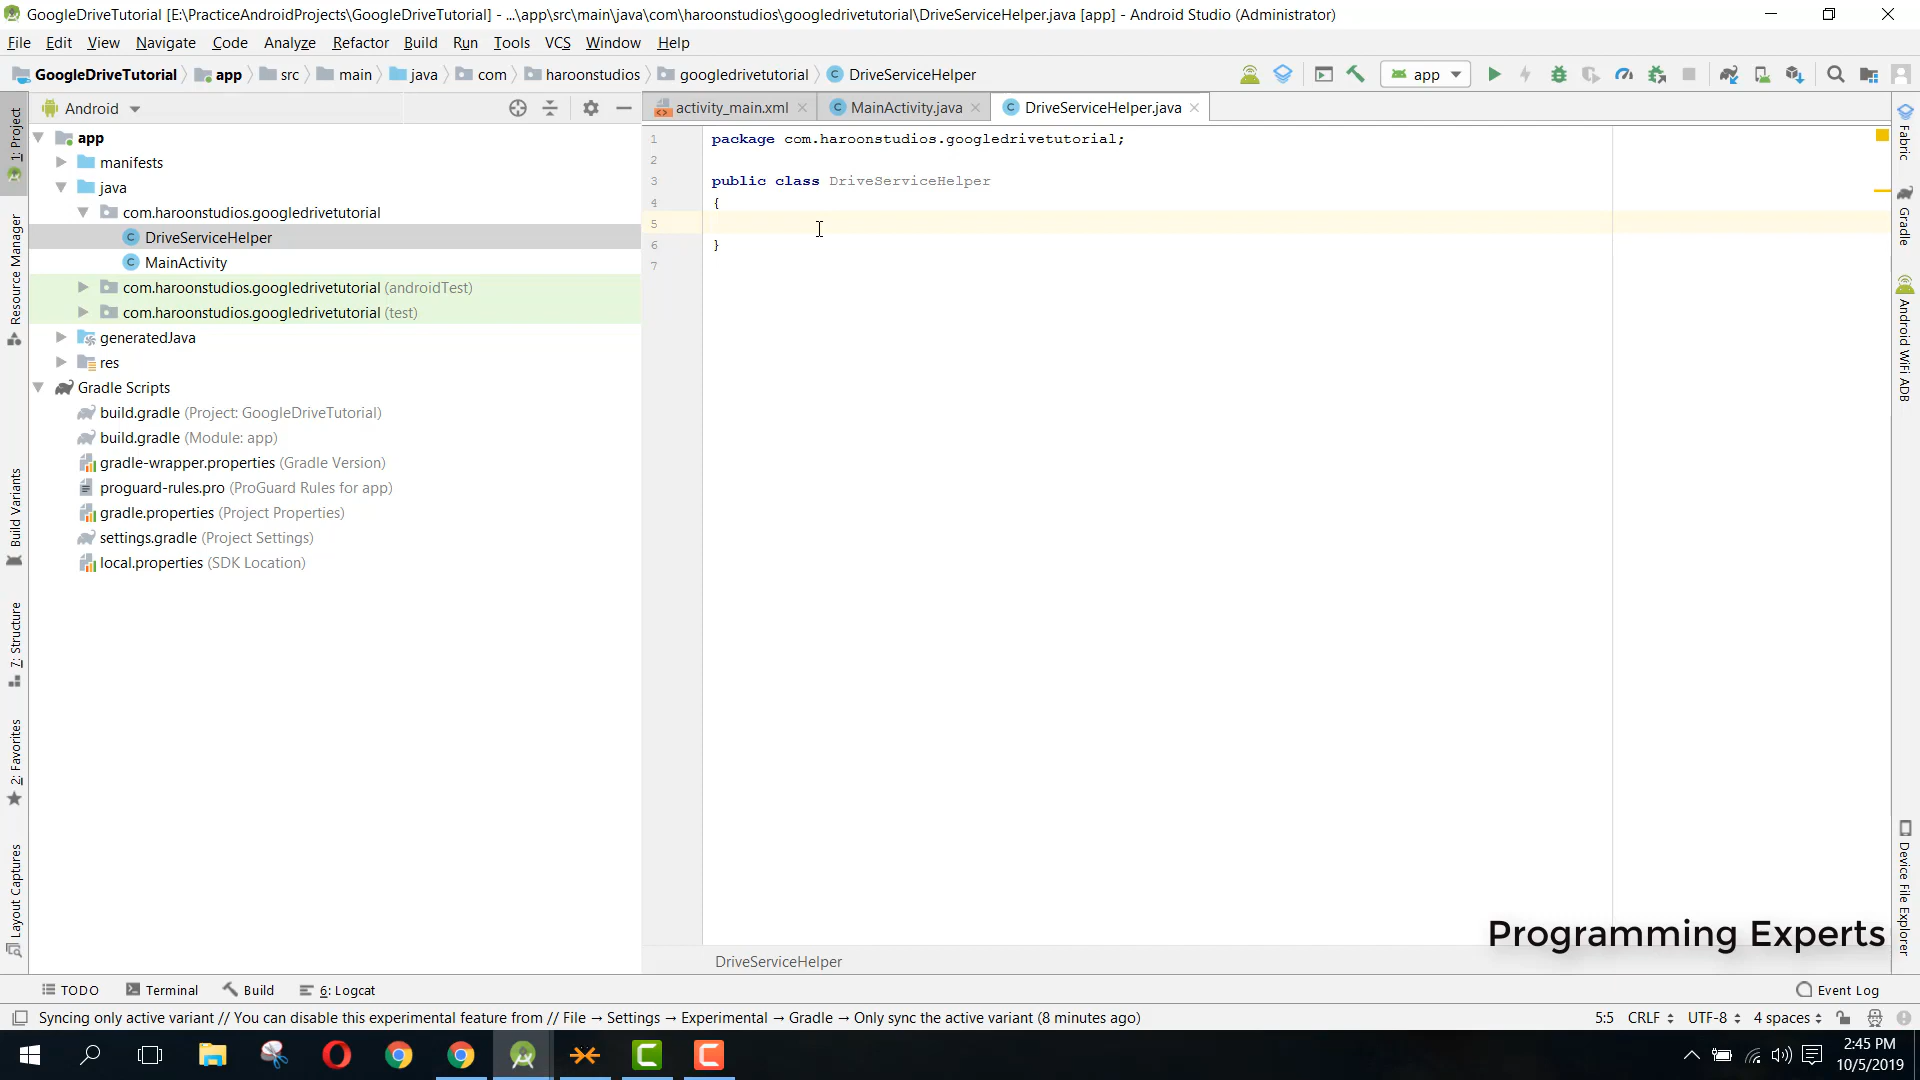 GoogleDriveTutorial [E:\PracticeAndroidProjects\GoogleDriveTutorial] - ...\app\src\main\java\com\haroonstudios\googledrivetutorial\DriveServiceHelper.java [app] - Android Studio (Administrator)
File Edit View Navigate Code Analyze Refactor Build Run Tools VCS Window Help
GoogleDriveTutorial app src main java com haroonstudios googledrivetutorial DriveServiceHelper app
Android activity_main.xml MainActivity.java DriveServiceHelper.java
1: Project
Resource Manager
Build Variants
7: Structure
2: Favorites
Layout Captures
app
manifests
java
com.haroonstudios.googledrivetutorial
DriveServiceHelper
MainActivity
com.haroonstudios.googledrivetutorial (androidTest)
com.haroonstudios.googledrivetutorial (test)
generatedJava
res
Gradle Scripts
build.gradle (Project: GoogleDriveTutorial)
build.gradle (Module: app)
gradle-wrapper.properties (Gradle Version)
proguard-rules.pro (ProGuard Rules for app)
gradle.properties (Project Properties)
settings.gradle (Project Settings)
local.properties (SDK Location)
1 package com.haroonstudios.googledrivetutorial;
2
3 public class DriveServiceHelper
4 {
5
6 }
7
Fabric
Gradle
Android WiFi ADB
Device File Explorer
Programming Experts
DriveServiceHelper
TODO Terminal Build 6: Logcat Event Log
Syncing only active variant // You can disable this experimental feature from // File → Settings → Experimental → Gradle → Only sync the active variant (8 minutes ago) 5:5 CRLF UTF-8 4 spaces
2:45 PM
10/5/2019